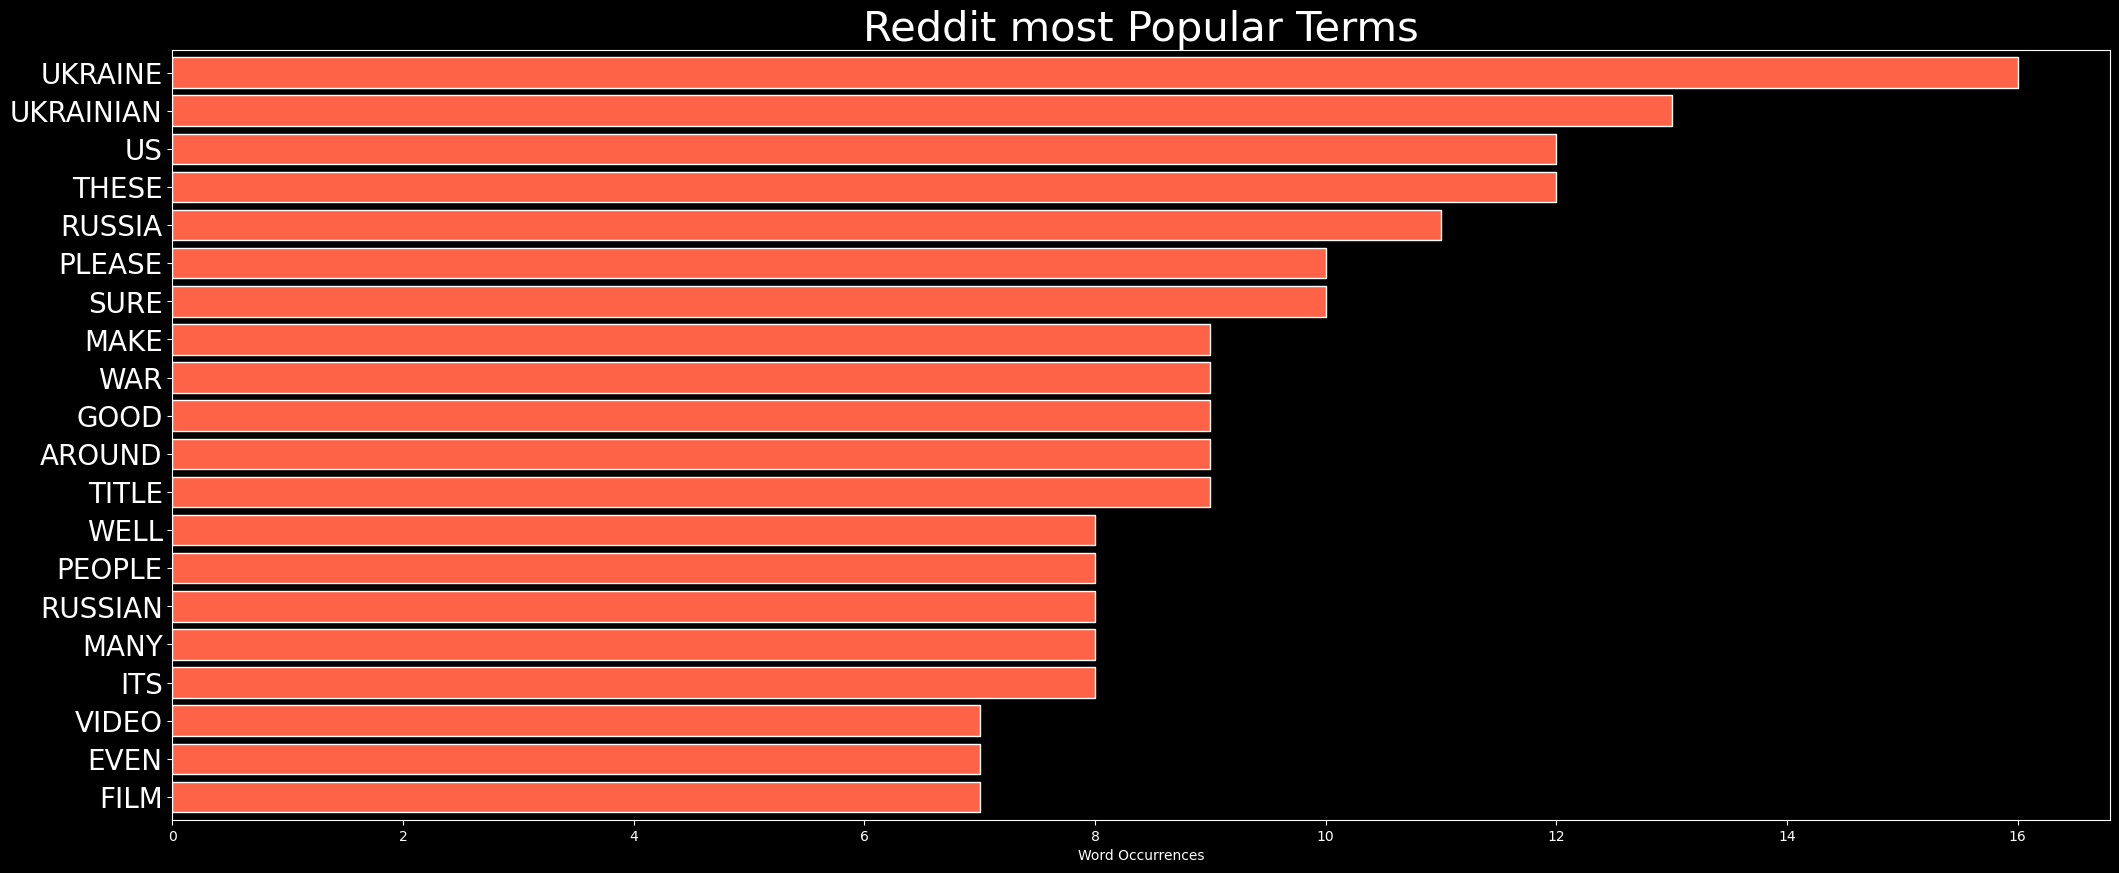 Reddit most Popular Terms
UKRAINE
UKRAINIAN
US
THESE
RUSSIA
PLEASE
SURE
MAKE
WAR
GOOD
AROUND
TITLE
WELL
PEOPLE
RUSSIAN
MANY
ITS
VIDEO
EVEN
FILM
0 2 4 6 8 10 12 14 16
Word Occurrences